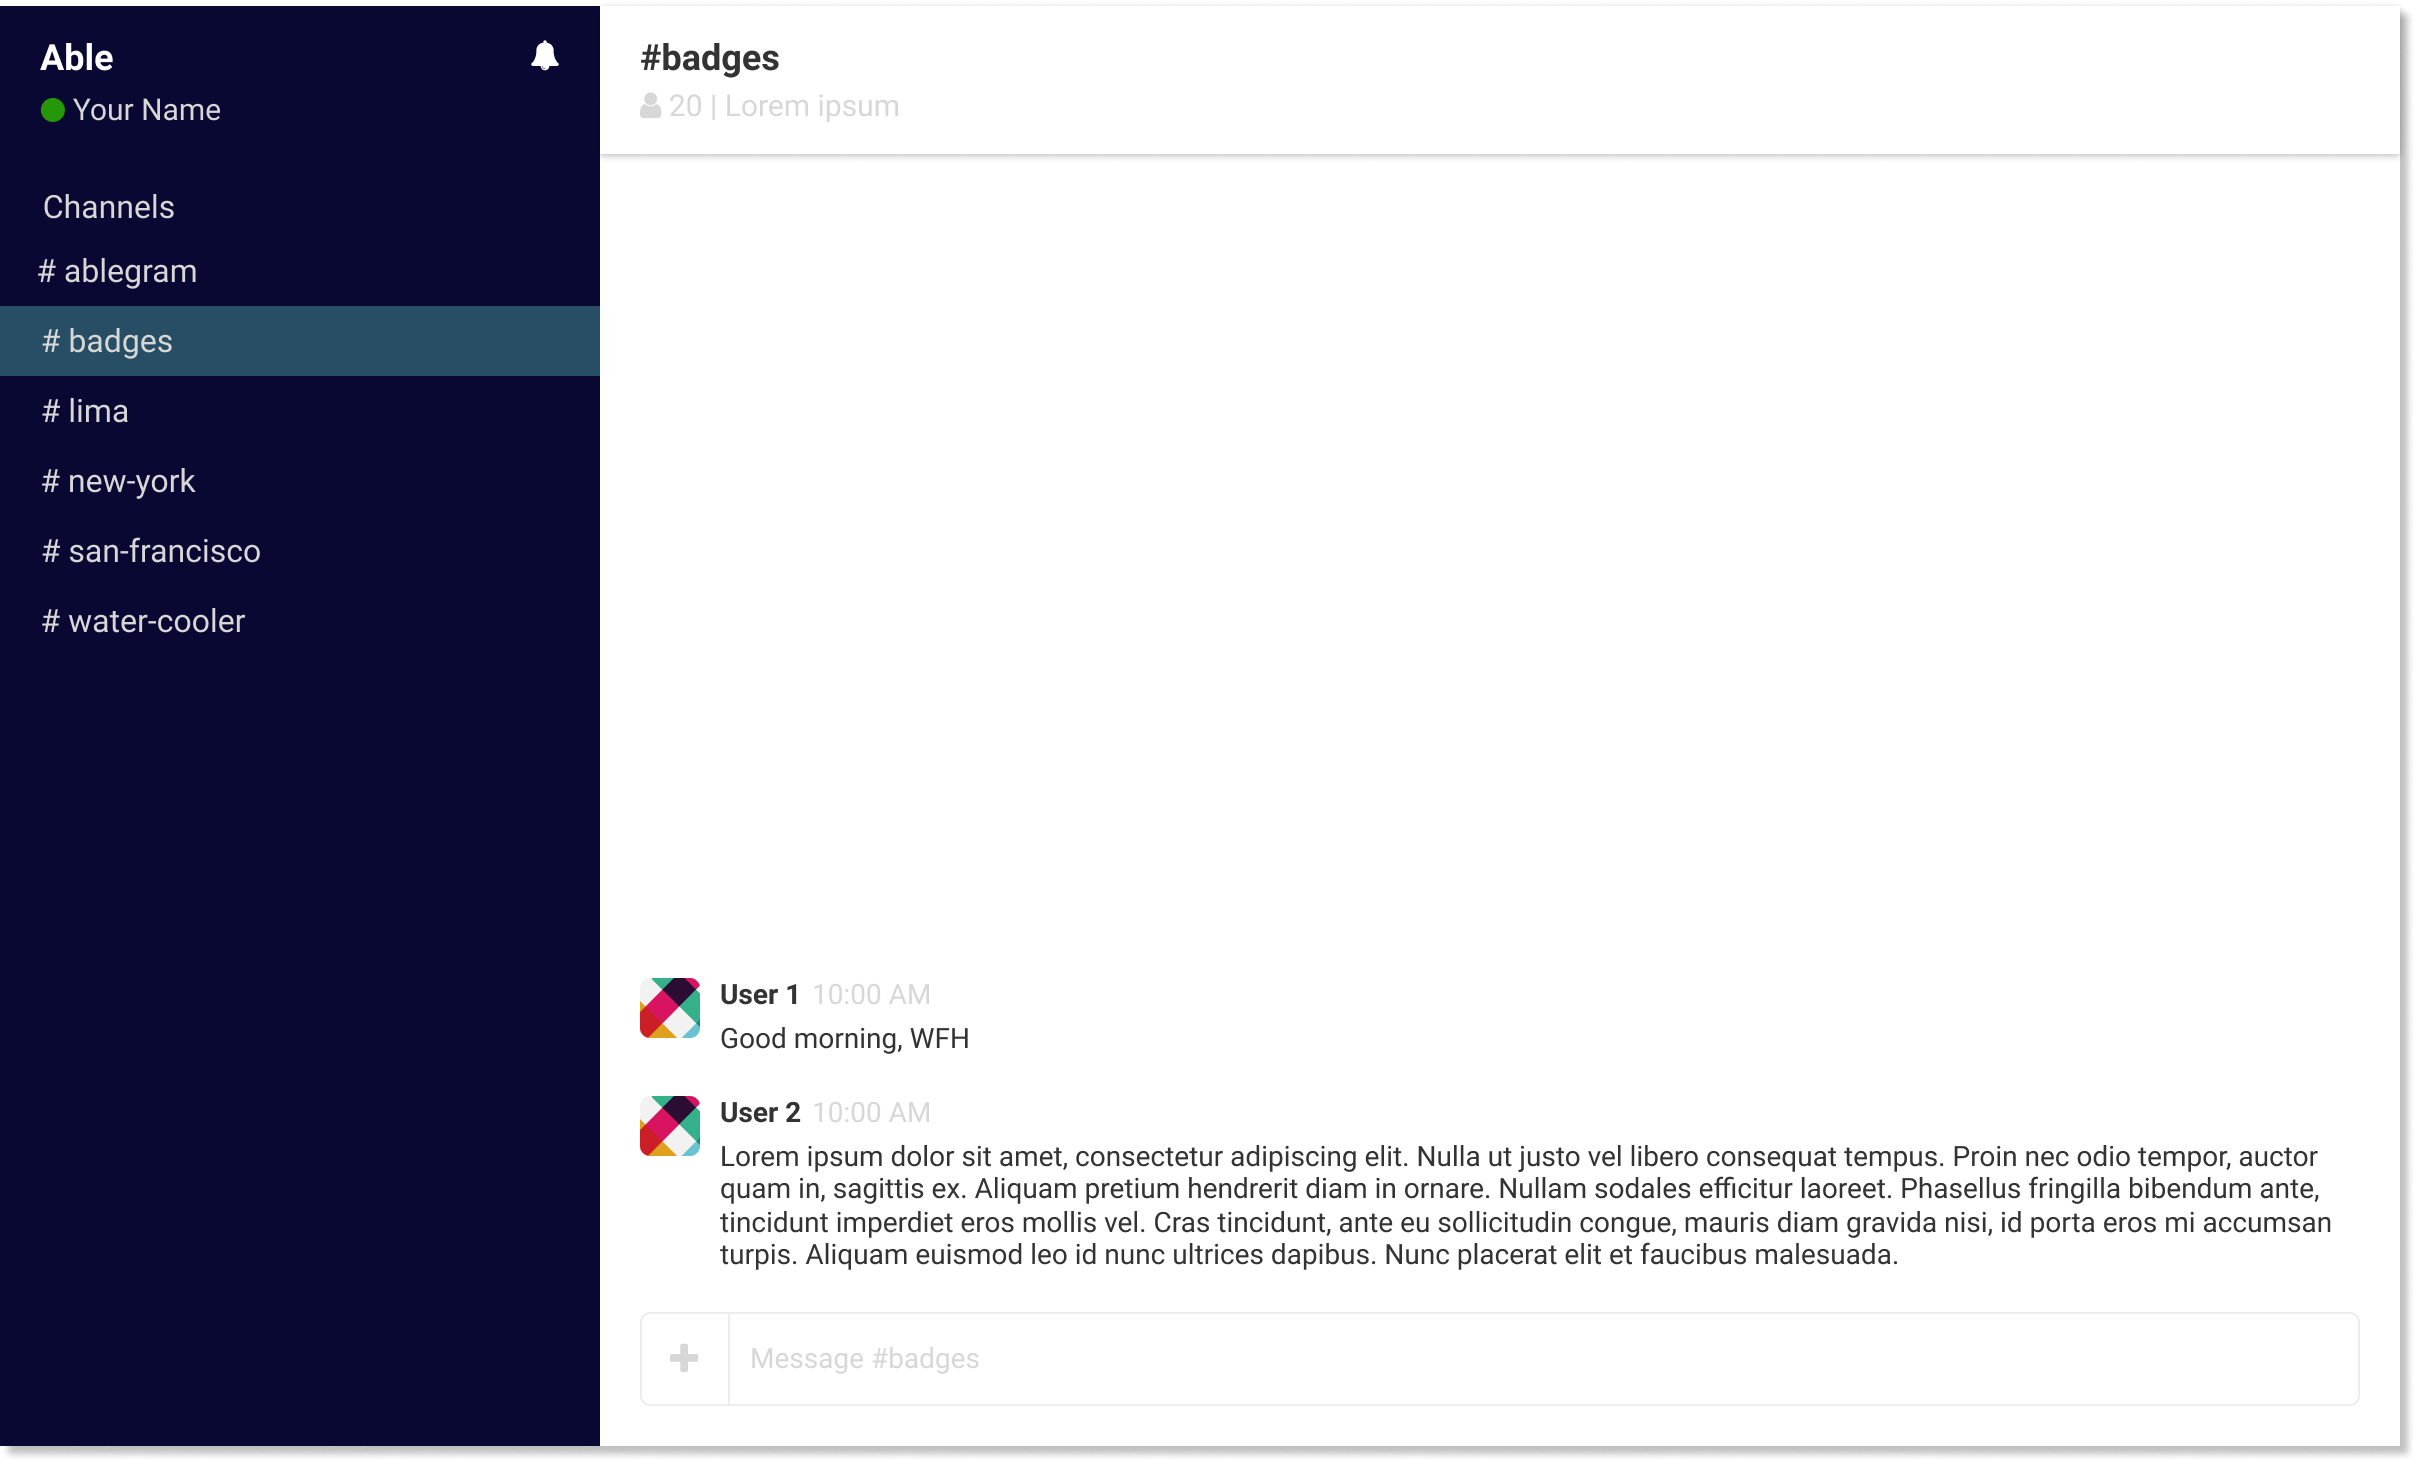 Able
Your Name
Channels
# ablegram
# badges
# lima
# new-york
# san-francisco
# water-cooler
#badges
20 | Lorem ipsum
User 1 10:00 AM
Good morning, WFH
User 2 10:00 AM
Lorem ipsum dolor sit amet, consectetur adipiscing elit. Nulla ut justo vel libero consequat tempus. Proin nec odio tempor, auctor
quam in, sagittis ex. Aliquam pretium hendrerit diam in ornare. Nullam sodales efficitur laoreet. Phasellus fringilla bibendum ante,
tincidunt imperdiet eros mollis vel. Cras tincidunt, ante eu sollicitudin congue, mauris diam gravida nisi, id porta eros mi accumsan
turpis. Aliquam euismod leo id nunc ultrices dapibus. Nunc placerat elit et faucibus malesuada.
Message #badges